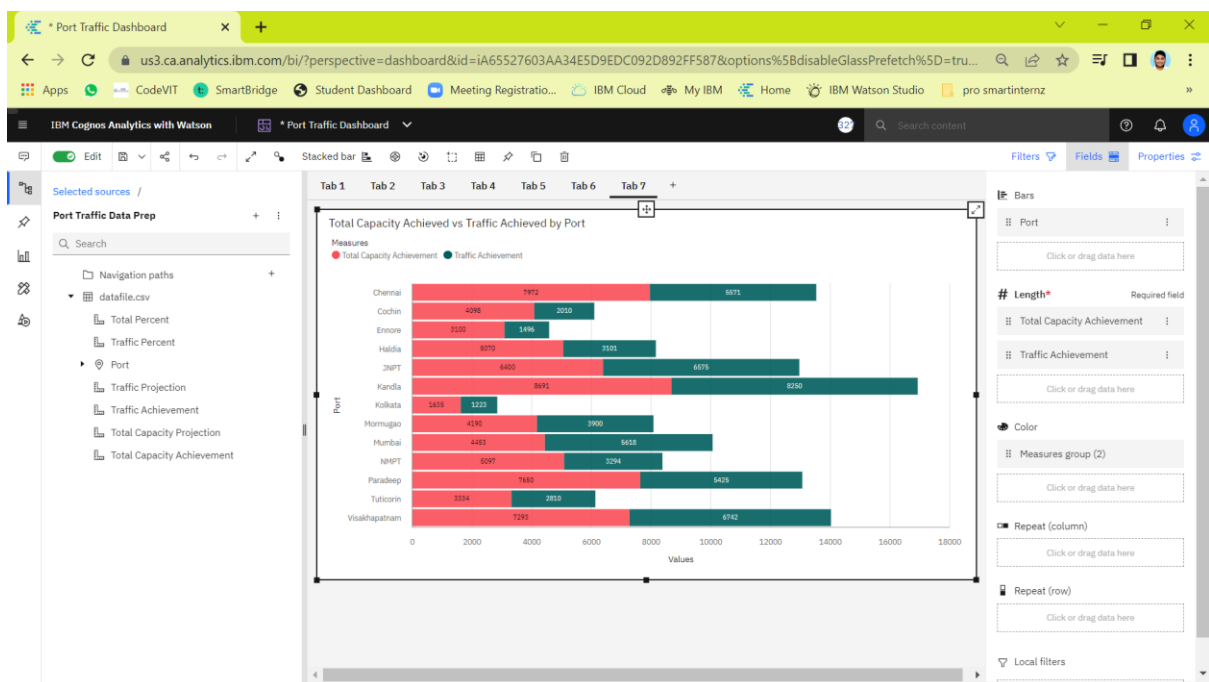 * Port Traffic Dashboard
us3.ca.analytics.ibm.com/bi/?perspective=dashboard&id=iA65527603AA34E5D9EDC092D892FF587&options%5BdisableGlassPrefetch%5D=tru...
Apps CodeVIT SmartBridge Student Dashboard Meeting Registratio... IBM Cloud My IBM Home IBM Watson Studio pro smartinternz »
IBM Cognos Analytics with Watson * Port Traffic Dashboard Search content
Edit Stacked bar Filters Fields Properties
Selected sources /
Port Traffic Data Prep
Search
Navigation paths
datafile.csv
Total Percent
Traffic Percent
Port
Traffic Projection
Traffic Achievement
Total Capacity Projection
Total Capacity Achievement
Tab 1 Tab 2 Tab 3 Tab 4 Tab 5 Tab 6 Tab 7 +
Total Capacity Achieved vs Traffic Achieved by Port
Measures
Total Capacity Achievement Traffic Achievement
Port
Chennai 7972 5571
Cochin 4098 2010
Ennore 3100 1496
Haldia 5070 3101
JNPT 6400 6575
Kandla 8691 8250
Kolkata 1223
Mormugao 4190 3900
Mumbai 5618
NMPT 5097 3294
Paradeep 7650 5425
Tuticorin 3334 2810
Visakhapatnam 6742
0 2000 4000 6000 8000 10000 12000 14000 16000 18000
Values
Bars
Port
Click or drag data here
# Length* Required field
Total Capacity Achievement
Traffic Achievement
Click or drag data here
Color
Measures group (2)
Click or drag data here
Repeat (column)
Click or drag data here
Repeat (row)
Click or drag data here
Local filters